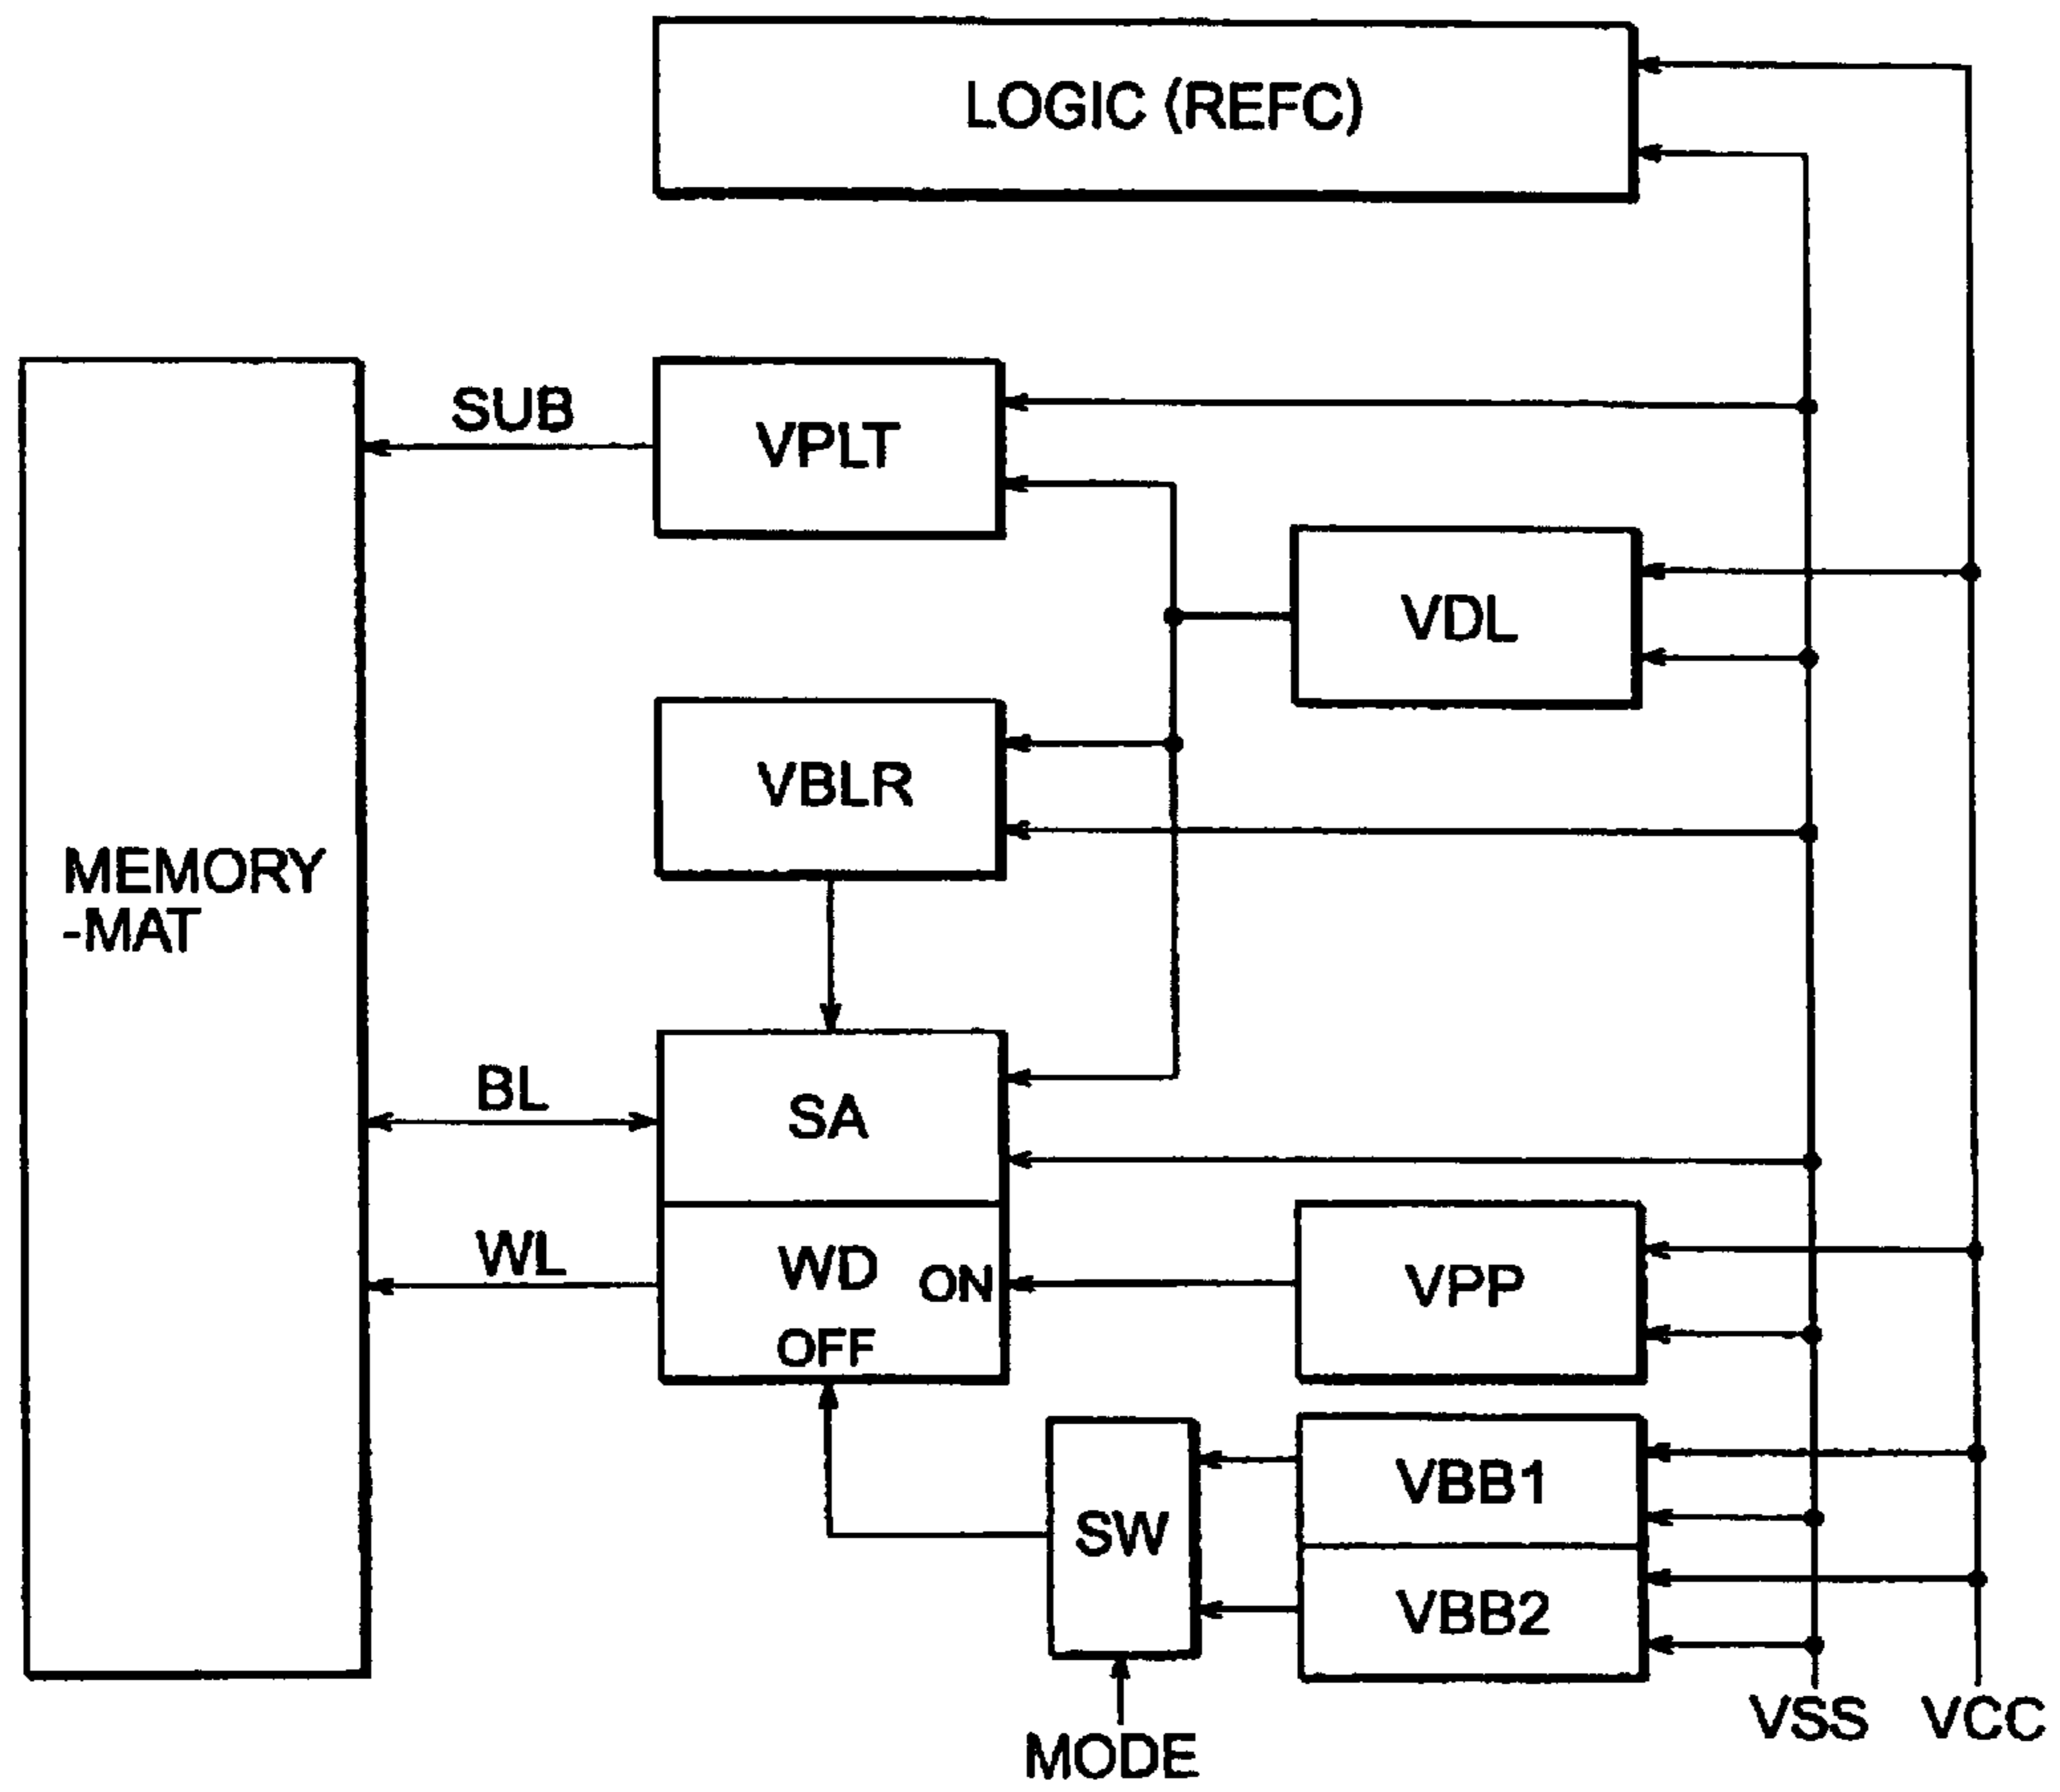 LOGIC (REFC)
SUB
VPLT
VDL
VBLR
MEMORY
-MAT
BL
SA
WL
WD
ON
OFF
VPP
VBB1
SW
VBB2
VSS
VCC
MODE